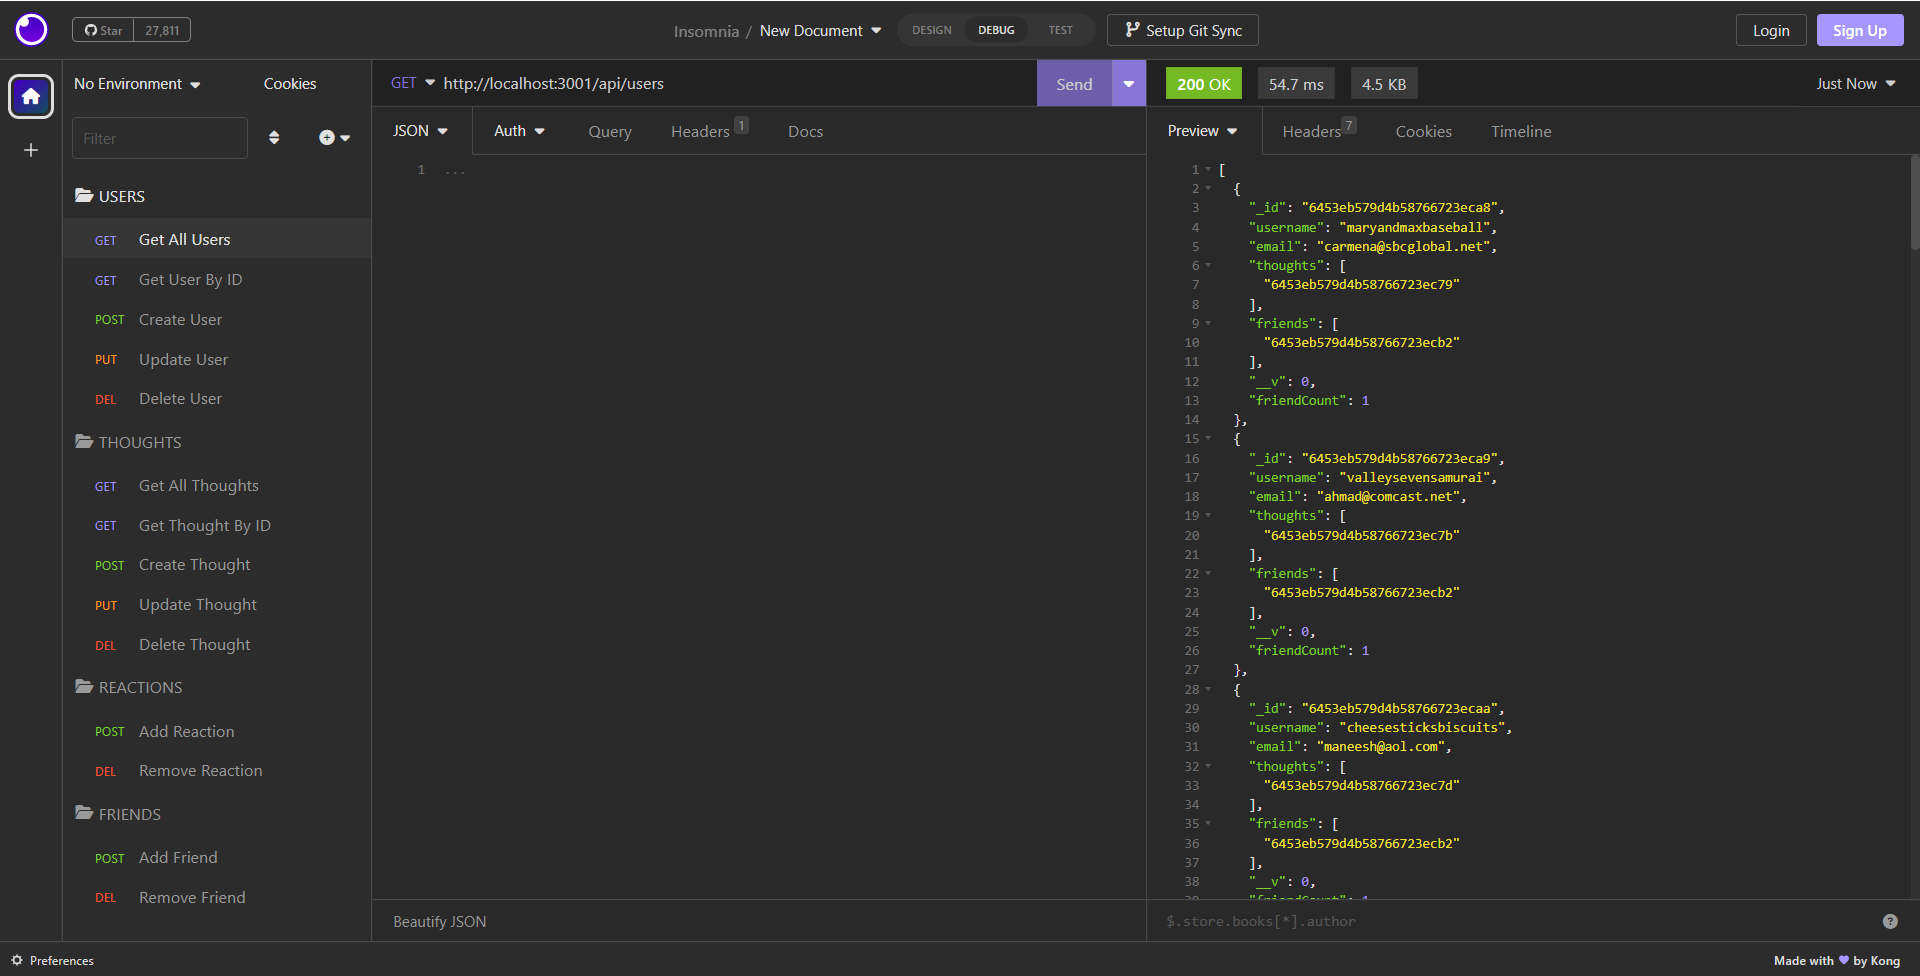 Star 27,811
Insomnia / New Document
DESIGN DEBUG TEST
Setup Git Sync
Login
Sign Up
No Environment
Cookies
Filter
USERS
GET Get All Users
GET Get User By ID
POST Create User
PUT Update User
DEL Delete User
THOUGHTS
GET Get All Thoughts
GET Get Thought By ID
POST Create Thought
PUT Update Thought
DEL Delete Thought
REACTIONS
POST Add Reaction
DEL Remove Reaction
FRIENDS
POST Add Friend
DEL Remove Friend
GET http://localhost:3001/api/users
Send
JSON Auth Query Headers 1 Docs
1 ...
Beautify JSON
200 OK 54.7 ms 4.5 KB Just Now
Preview Headers 7 Cookies Timeline
1 [
2 {
3 "_id": "6453eb579d4b58766723eca8",
4 "username": "maryandmaxbaseball",
5 "email": "carmena@sbcglobal.net",
6 "thoughts": [
7 "6453eb579d4b58766723ec79"
8 ],
9 "friends": [
10 "6453eb579d4b58766723ecb2"
11 ],
12 "__v": 0,
13 "friendCount": 1
14 },
15 {
16 "_id": "6453eb579d4b58766723eca9",
17 "username": "valleysevensamurai",
18 "email": "ahmad@comcast.net",
19 "thoughts": [
20 "6453eb579d4b58766723ec7b"
21 ],
22 "friends": [
23 "6453eb579d4b58766723ecb2"
24 ],
25 "__v": 0,
26 "friendCount": 1
27 },
28 {
29 "_id": "6453eb579d4b58766723ecaa",
30 "username": "cheesesticksbiscuits",
31 "email": "maneesh@aol.com",
32 "thoughts": [
33 "6453eb579d4b58766723ec7d"
34 ],
35 "friends": [
36 "6453eb579d4b58766723ecb2"
37 ],
38 "__v": 0,
39 "friendCount": 1
$.store.books[*].author
Preferences
Made with by Kong